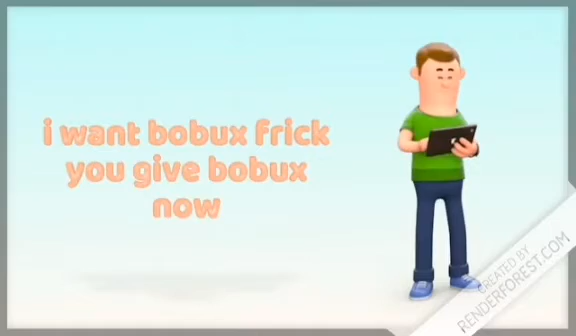 i want bobux frick
you give bobux
now
CREATED BY
RENDERFOREST.COM